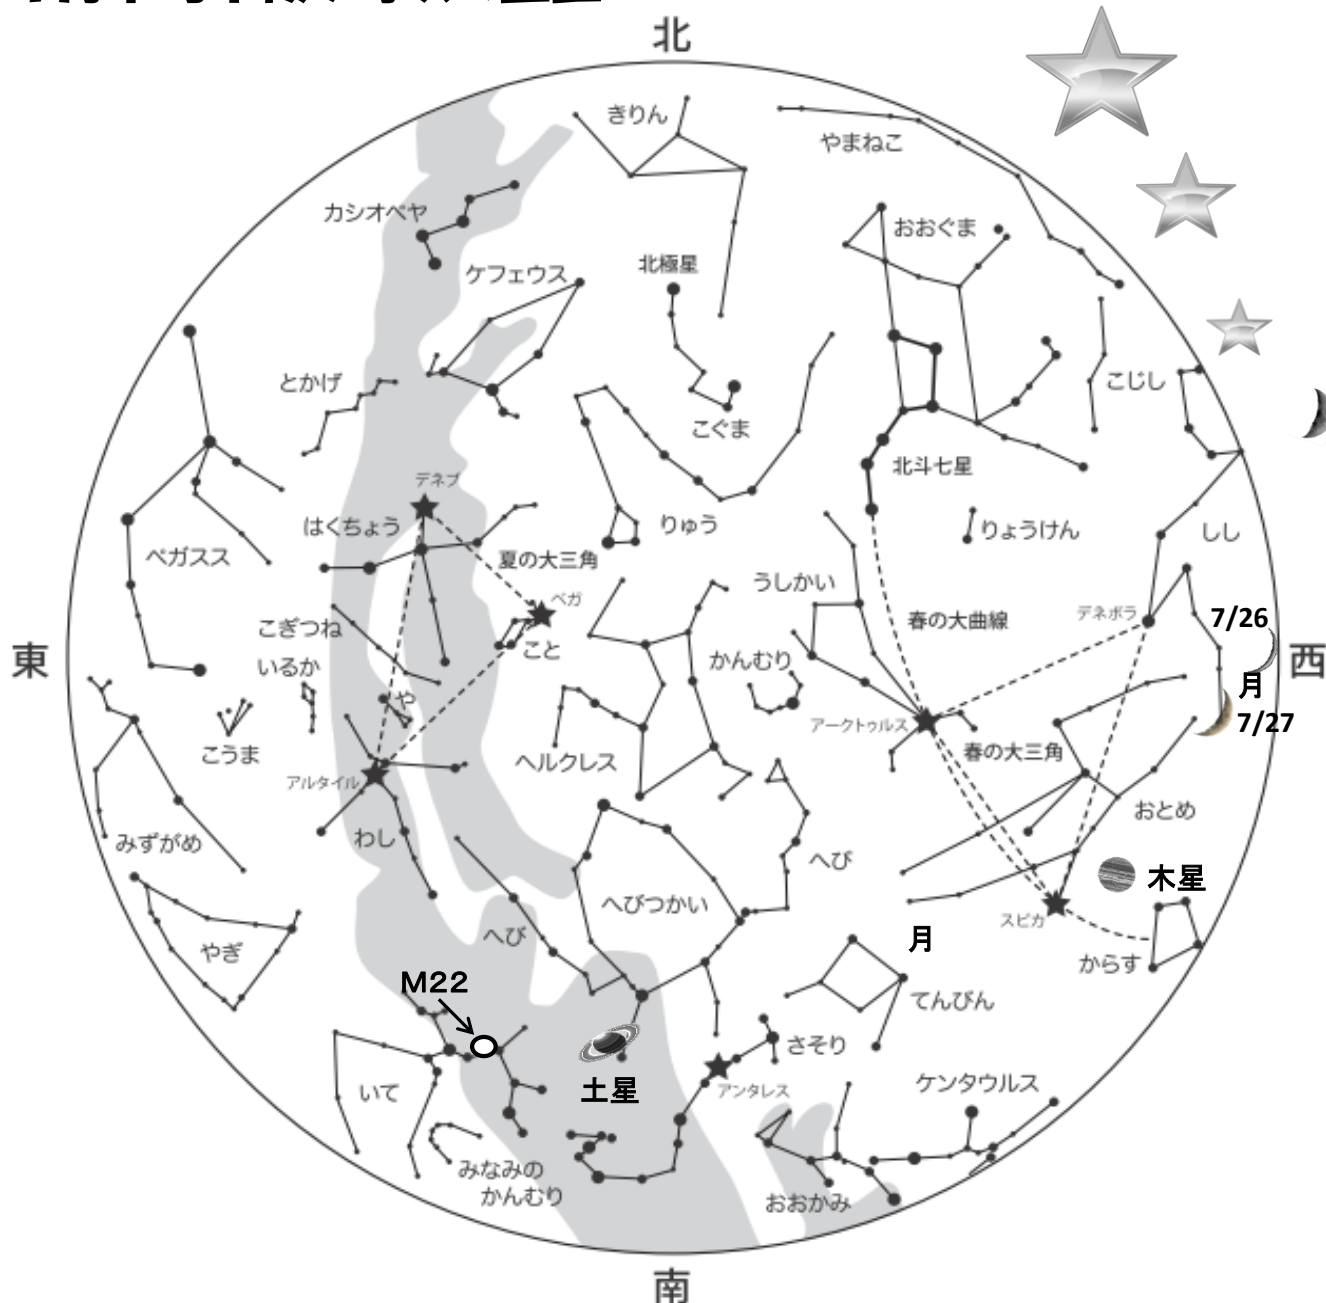 北
きりん
やまねこ
カシオペヤ
おおぐま
ケフェウス
北極星
とかげ
こじし
こぐま
北斗七星
デネブ
はくちょう
りゅう
りょうけん
しし
ペガスス
夏の大三角
ベガ
うしかい
春の大曲線
デネボラ
7/26
こぎつね
こと
東
いるか
かんむり
西
月
や
7/27
こうま
アークトゥルス
春の大三角
ヘルクレス
アルタイル
おとめ
みずがめ
わし
へび
木星
へびつかい
スピカ
へび
月
やぎ
からす
M22
てんびん
さそり
土星
アンタレス
ケンタウルス
いて
みなみの
かんむり
おおかみ
南